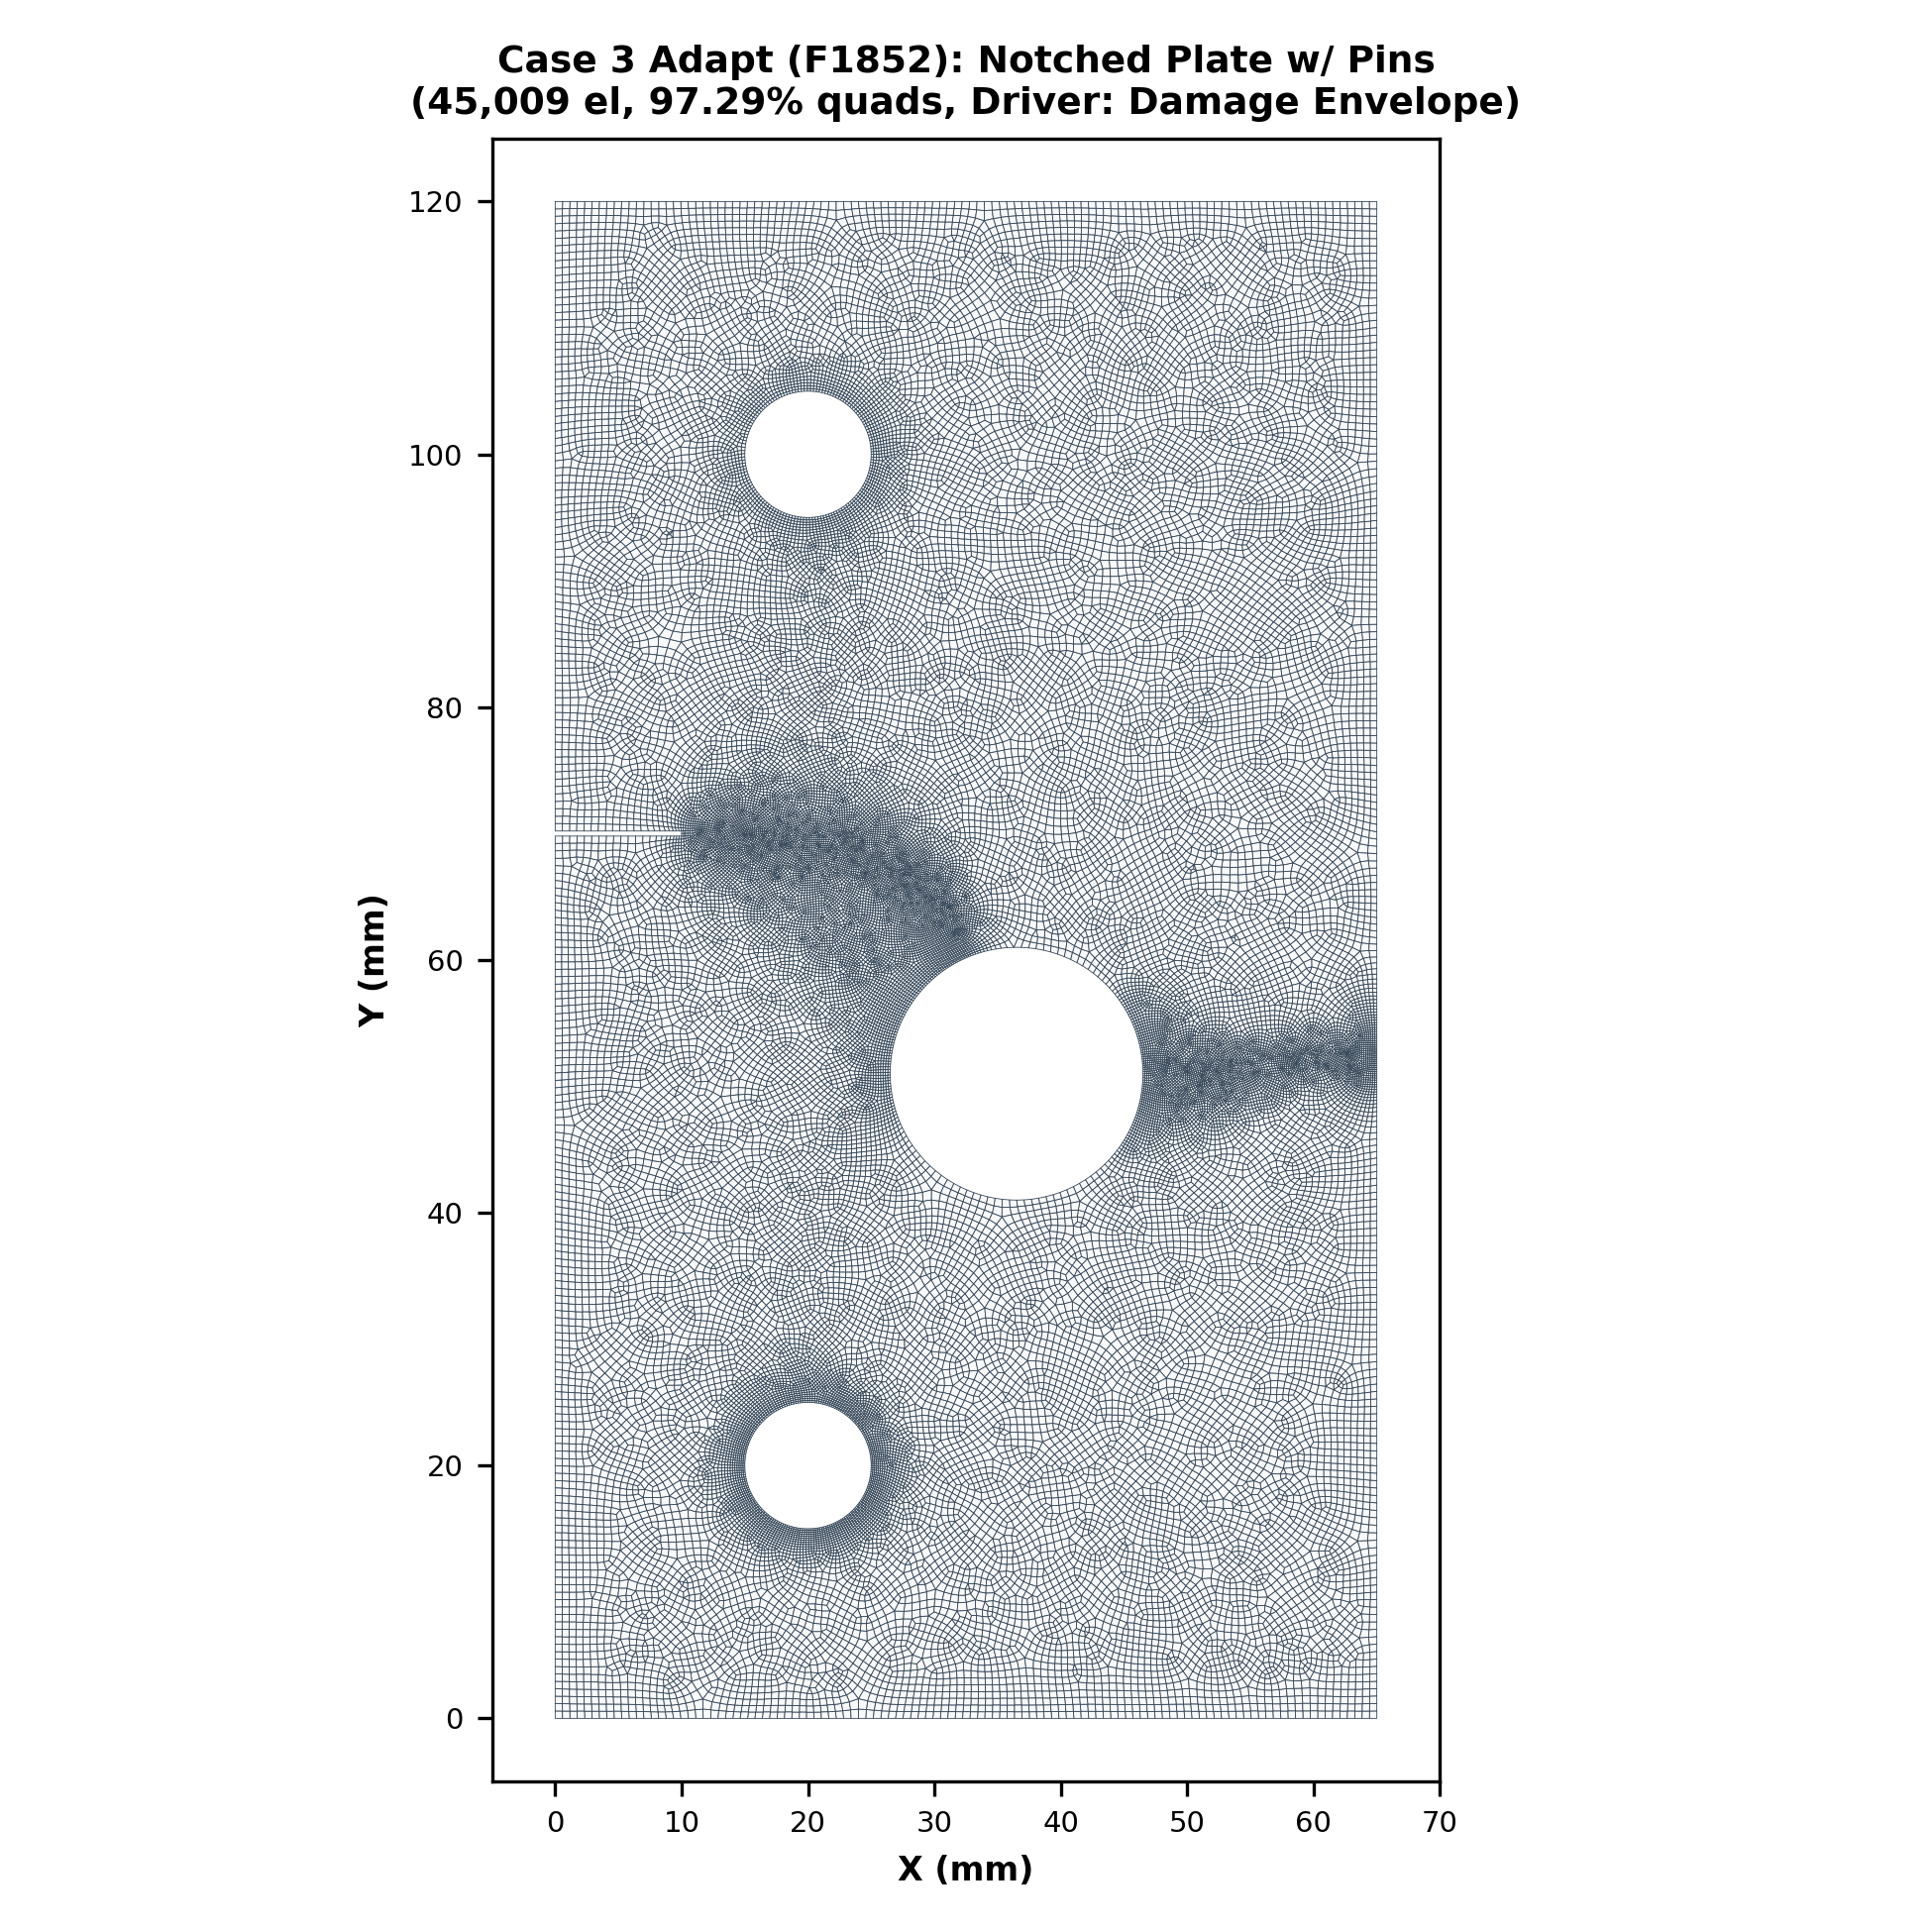 Case 3 Adapt (F1852): Notched Plate w/ Pins
(45,009 el, 97.29% quads, Driver: Damage Envelope)
120
100
80
60
40
20
0
Y (mm)
0 10 20 30 40 50 60 70
X (mm)